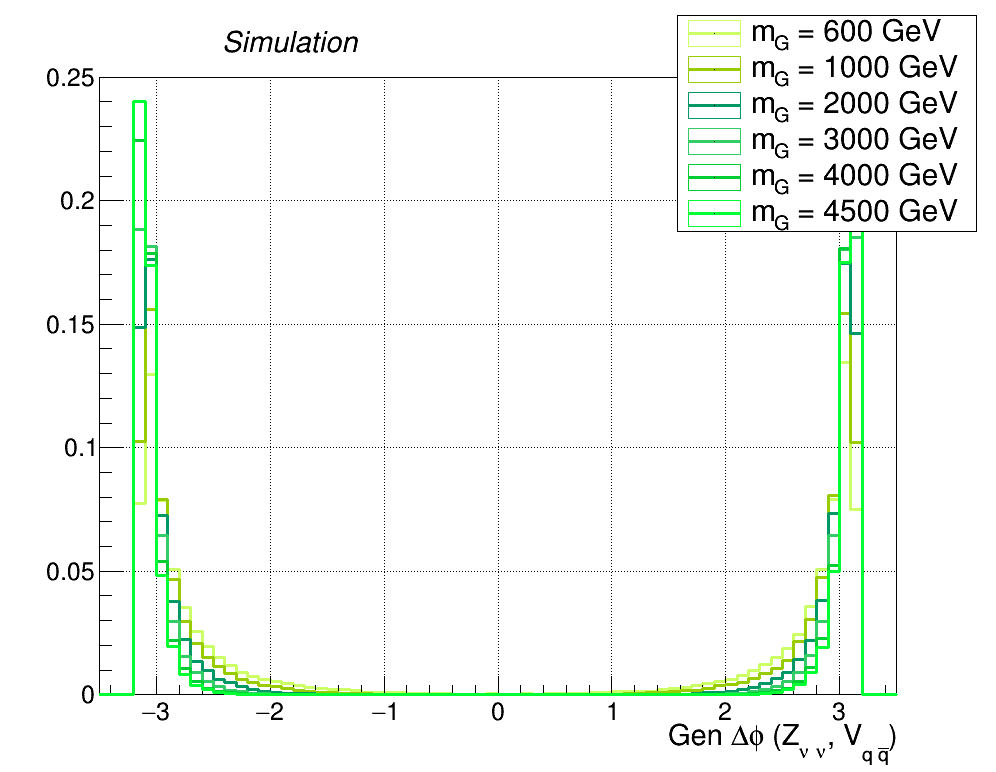 Simulation
m_G = 600 GeV
m_G = 1000 GeV
m_G = 2000 GeV
m_G = 3000 GeV
m_G = 4000 GeV
m_G = 4500 GeV
0.25
0.2
0.15
0.1
0.05
0
−3 −2 −1 0 1 2 3
Gen Δϕ (Z_ν ν, V_q q̅)